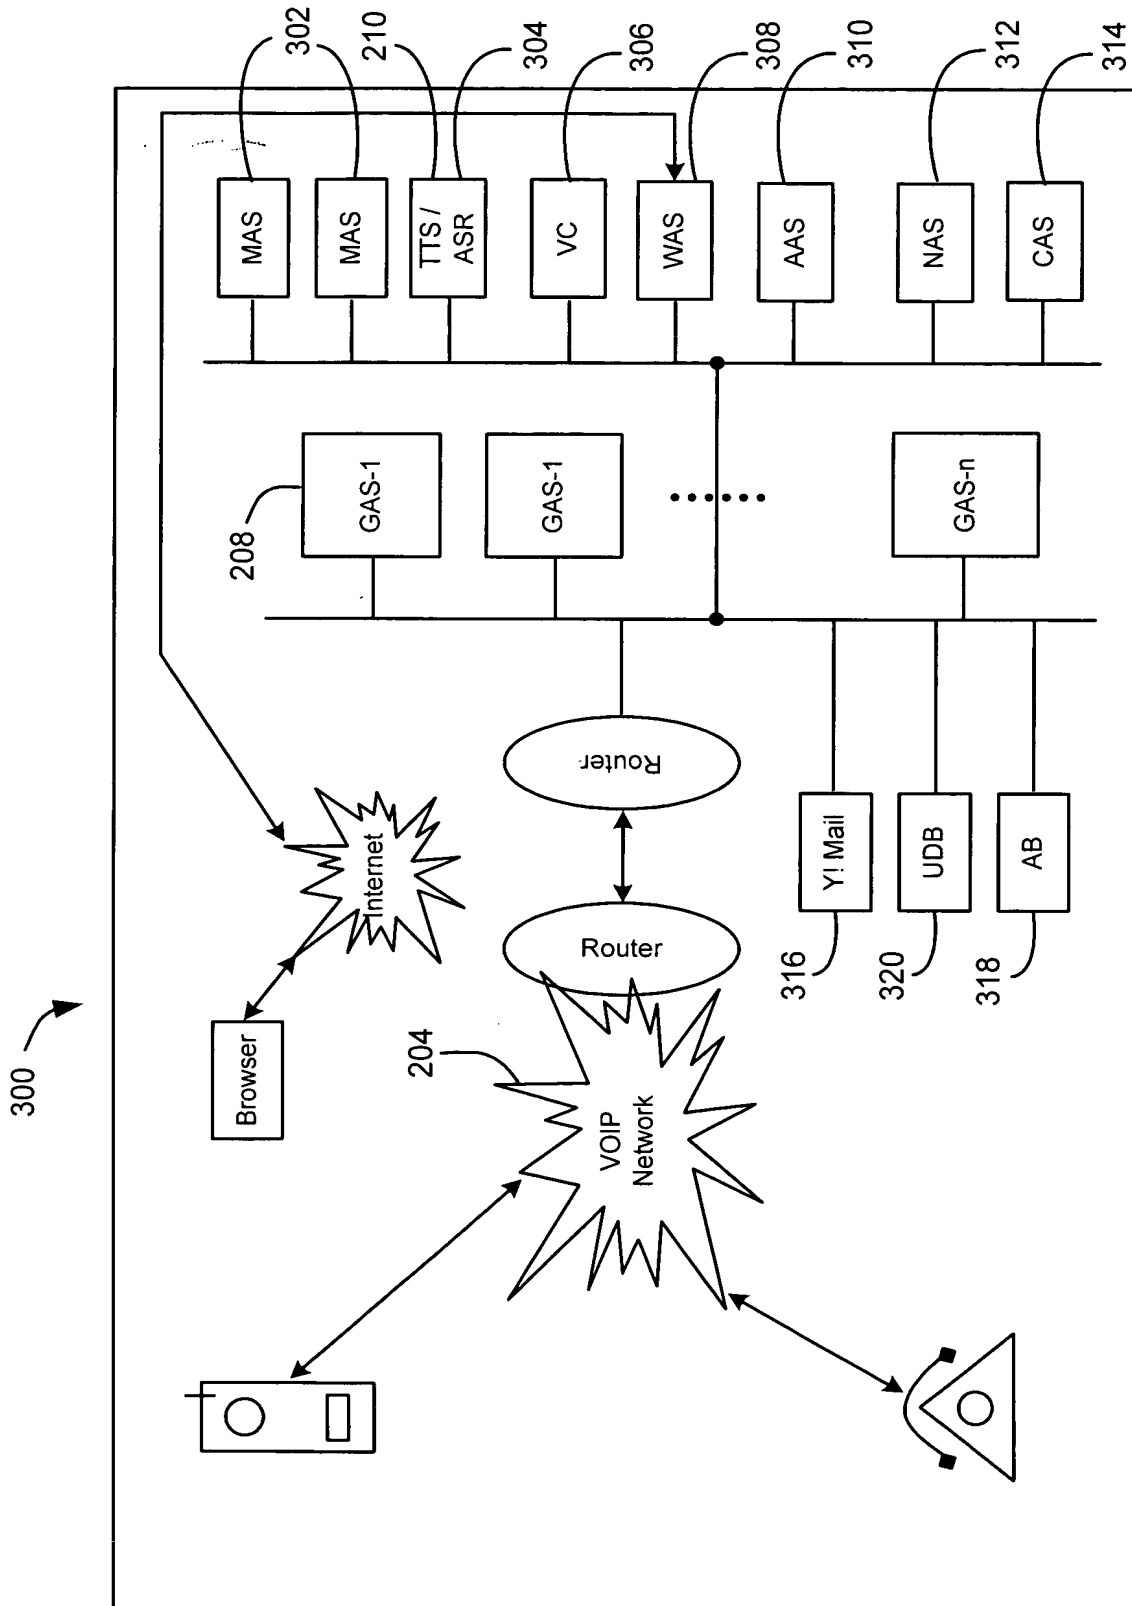 300
302
210
304
306
308
310
312
314
MAS
MAS
TTS /
ASR
VC
WAS
AAS
NAS
CAS
208
GAS-1
GAS-1
GAS-n
Internet
Browser
Router
Router
204
VOIP
Network
Y! Mail
UDB
AB
316
320
318